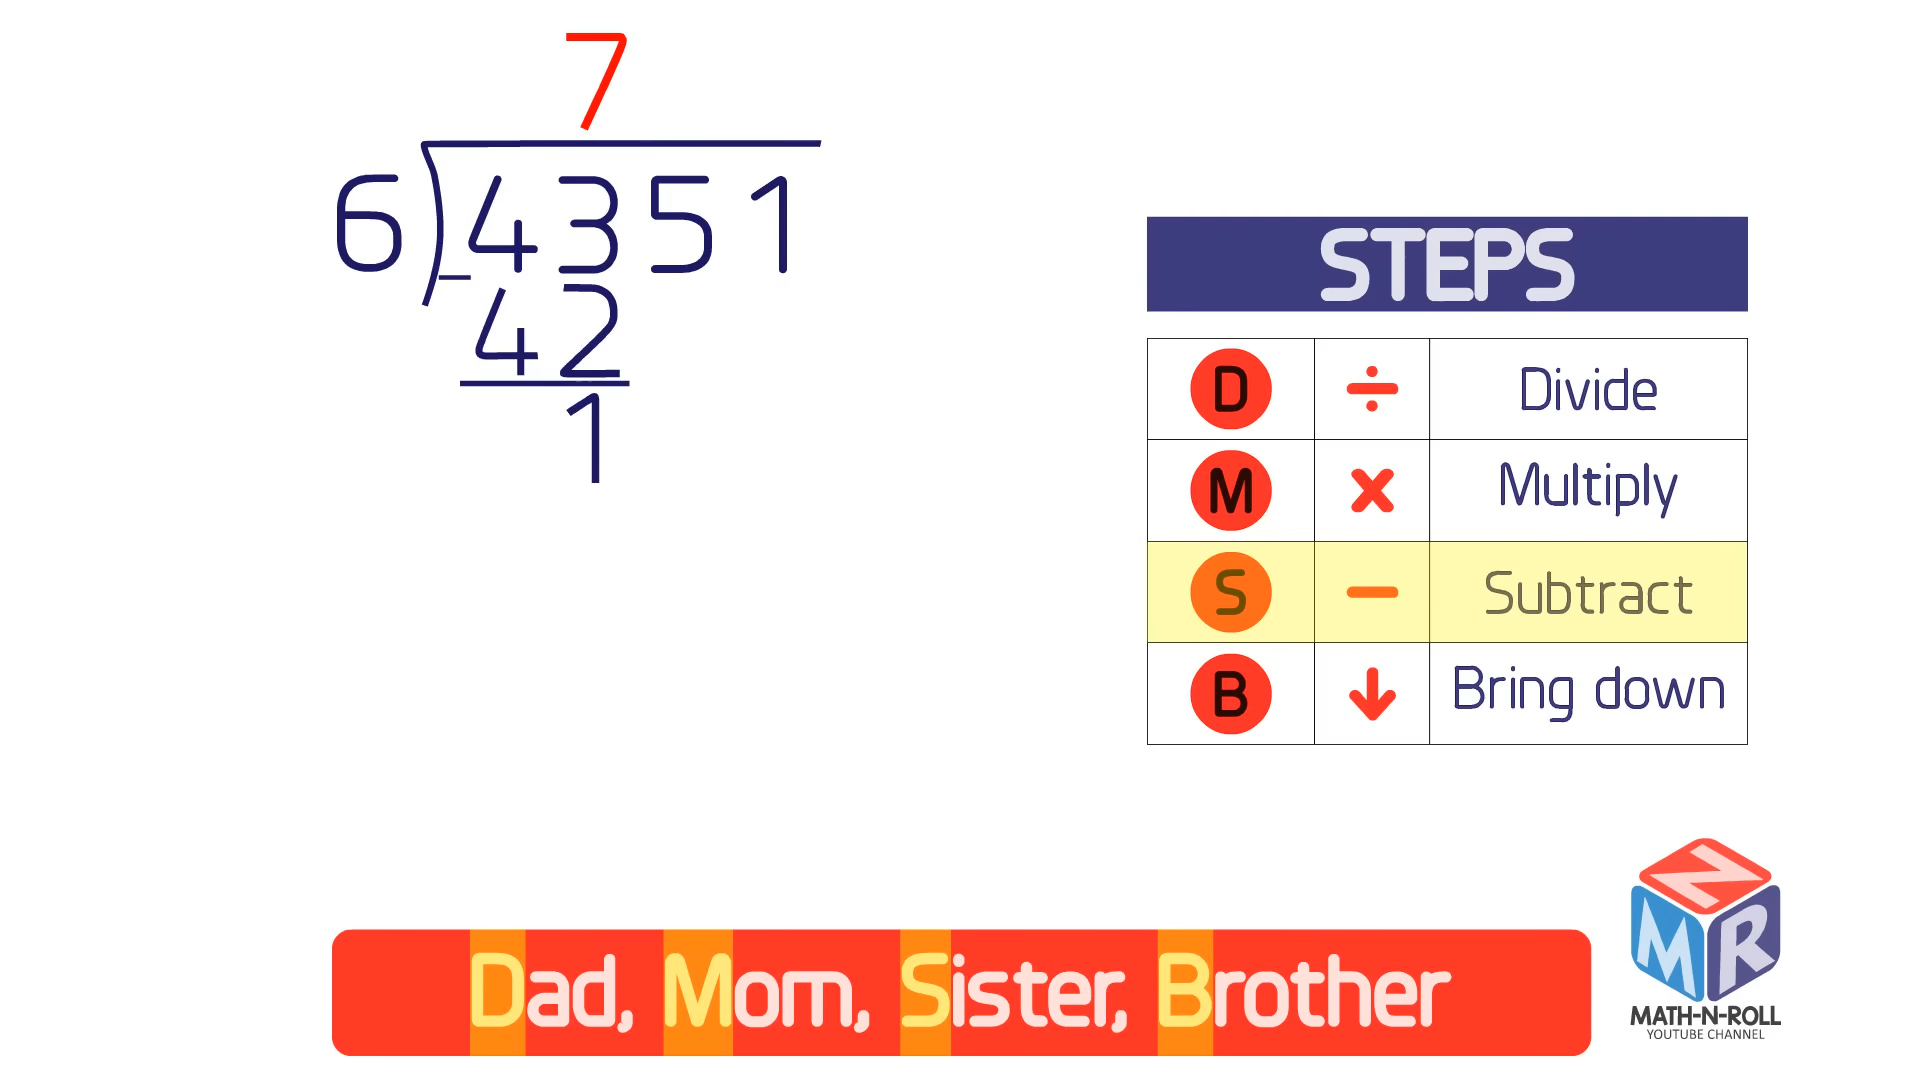 7
6)4351
−42
1
STEPS
D ÷ Divide
M × Multiply
S − Subtract
B ↓ Bring down
Dad, Mom, Sister, Brother
M N R
MATH-N-ROLL
YOUTUBE CHANNEL